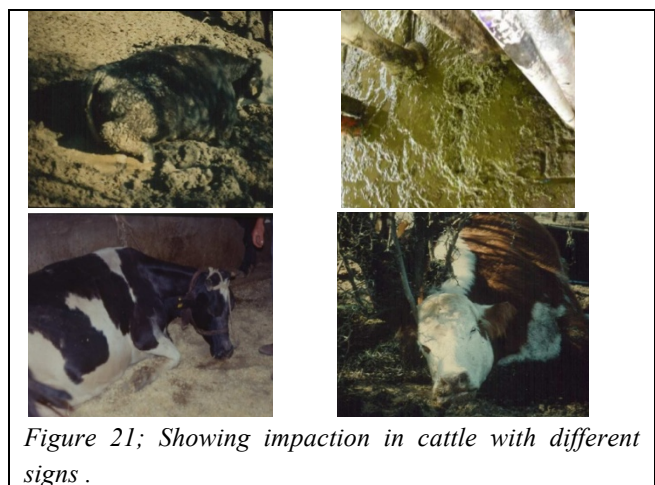 Figure 21; Showing impaction in cattle with different
signs .